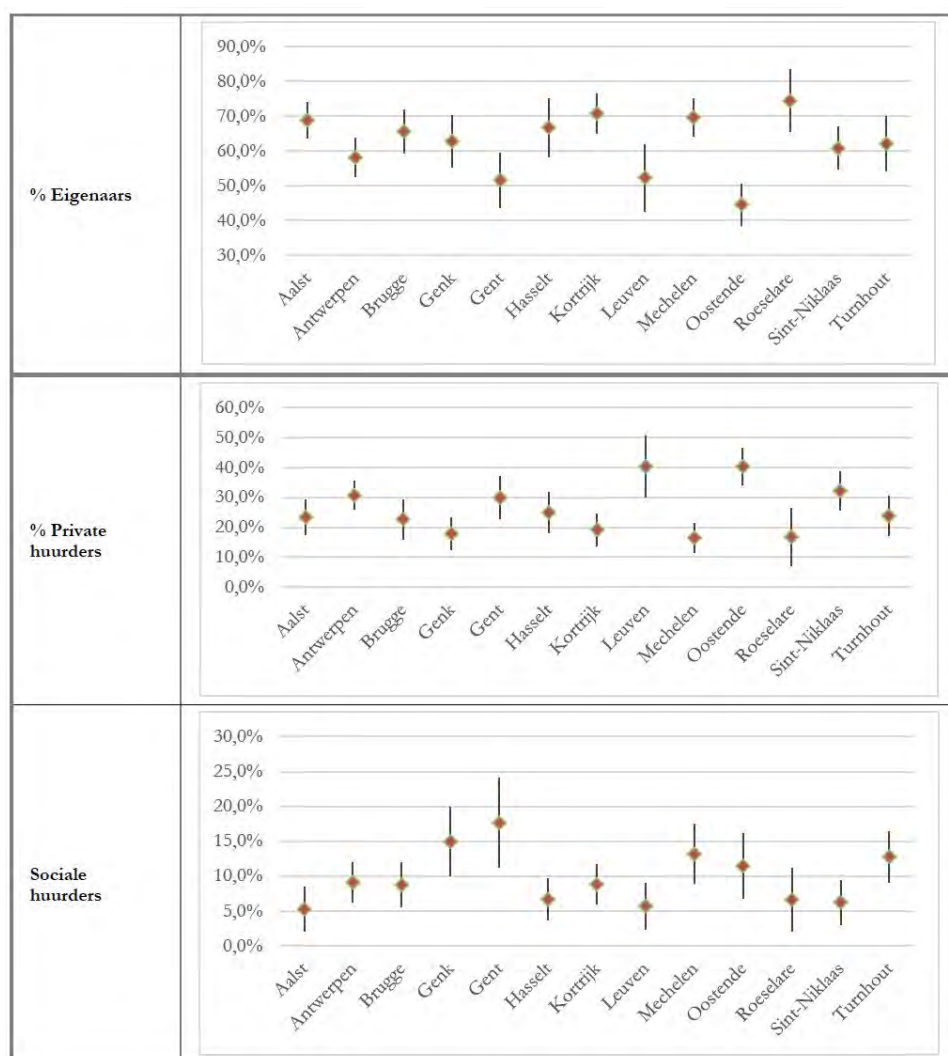 % Eigenaars
90,0%
80,0%
70,0%
60,0%
50,0%
40,0%
30,0%
Aalst
Antwerpen
Brugge
Genk
Gent
Hasselt
Kortrijk
Leuven
Mechelen
Oostende
Roeselare
Sint-Niklaas
Turnhout
% Private
huurders
60,0%
50,0%
40,0%
30,0%
20,0%
10,0%
0,0%
Aalst
Antwerpen
Brugge
Genk
Gent
Hasselt
Kortrijk
Leuven
Mechelen
Oostende
Roeselare
Sint-Niklaas
Turnhout
Sociale
huurders
30,0%
25,0%
20,0%
15,0%
10,0%
5,0%
0,0%
Aalst
Antwerpen
Brugge
Genk
Gent
Hasselt
Kortrijk
Leuven
Mechelen
Oostende
Roeselare
Sint-Niklaas
Turnhout